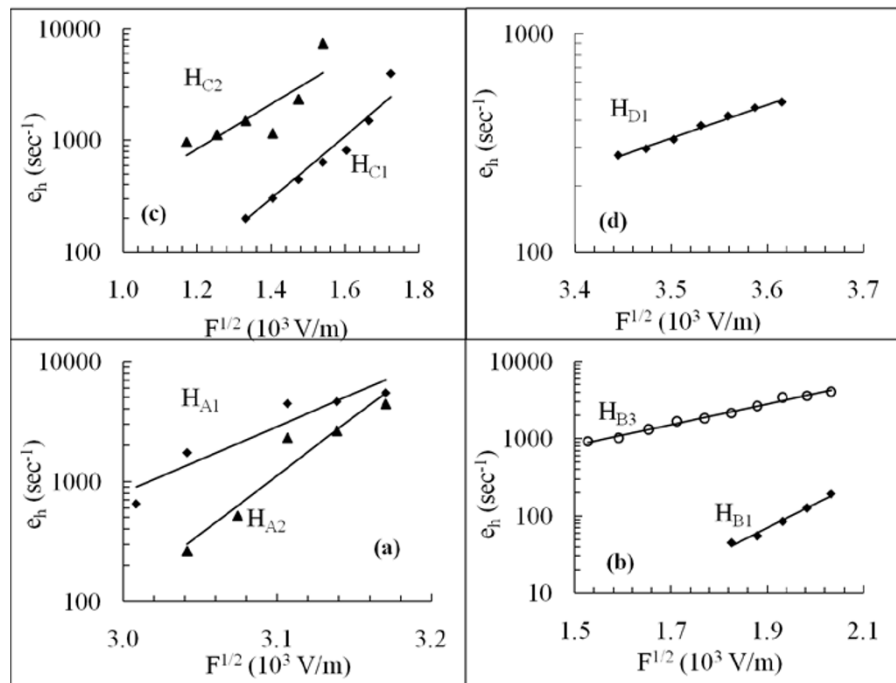 10000
1000
100
e_h (sec^-1)
H_C2
H_C1
(c)
1.0 1.2 1.4 1.6 1.8
F^1/2 (10^3 V/m)
1000
100
e_h (sec^-1)
H_D1
(d)
3.4 3.5 3.6 3.7
F^1/2 (10^3 V/m)
10000
1000
100
e_h (sec^-1)
H_A1
H_A2
(a)
3.0 3.1 3.2
F^1/2 (10^3 V/m)
10000
1000
100
10
e_h (sec^-1)
H_B3
H_B1
(b)
1.5 1.7 1.9 2.1
F^1/2 (10^3 V/m)